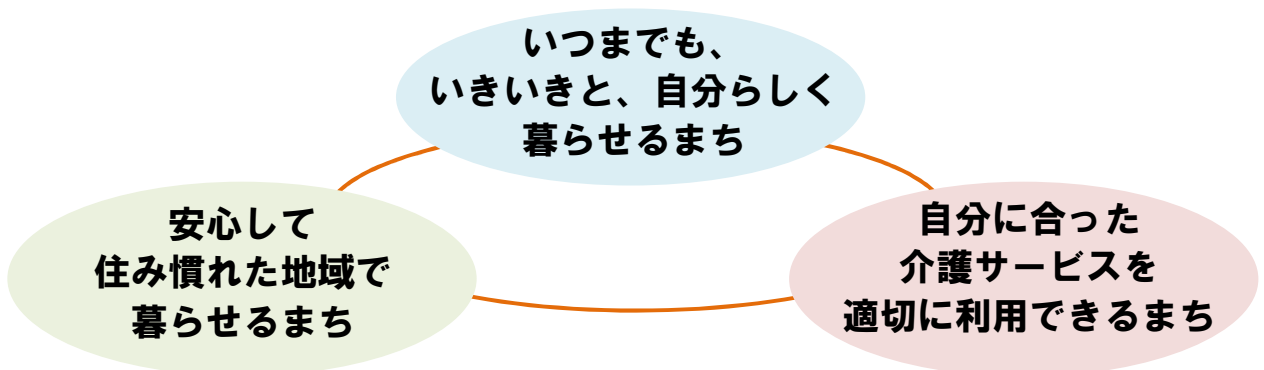 いつまでも、
いきいきと、自分らしく
暮らせるまち
安心して
住み慣れた地域で
暮らせるまち
自分に合った
介護サービスを
適切に利用できるまち